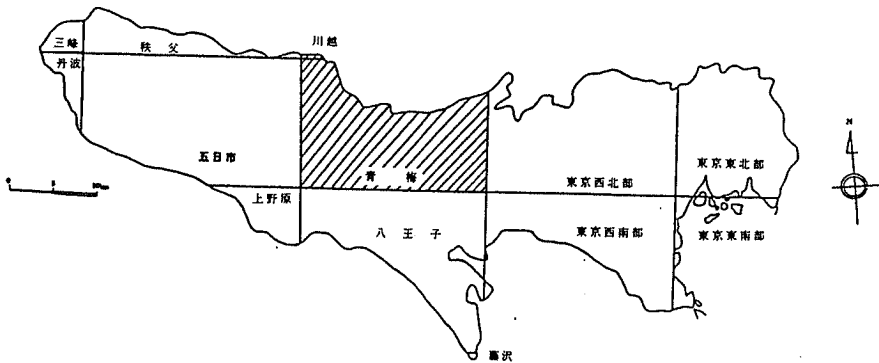 川越
三峰
秩父
丹波
N
五日市
青梅
東京西北部
東京東北部
上野原
八王子
東京西南部
東京東南部
藤沢